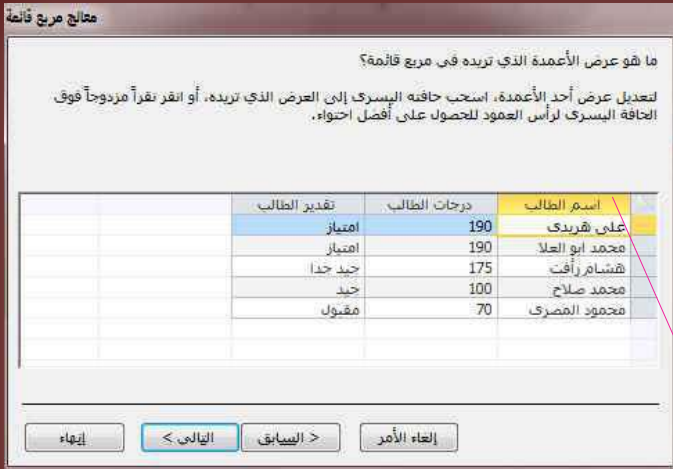 معالج مربع قائمة
ما هو عرض الأعمدة الذي تريده في مربع قائمة؟
لتعديل عرض أحد الأعمدة، اسحب حافته اليسرى إلى العرض الذي تريده، أو انقر نقراً مزدوجاً فوق
الحافة اليسرى لرأس العمود للحصول على أفضل احتواء.
اسم الطالب درجات الطالب تقدير الطالب
على هريدى 190 امتياز
محمد ابو العلا 190 امتياز
هشام رأفت 175 جيد جدا
محمد صلاح 100 جيد
محمود المصرى 70 مقبول
إلغاء الأمر < السابق التالي > إنهاء